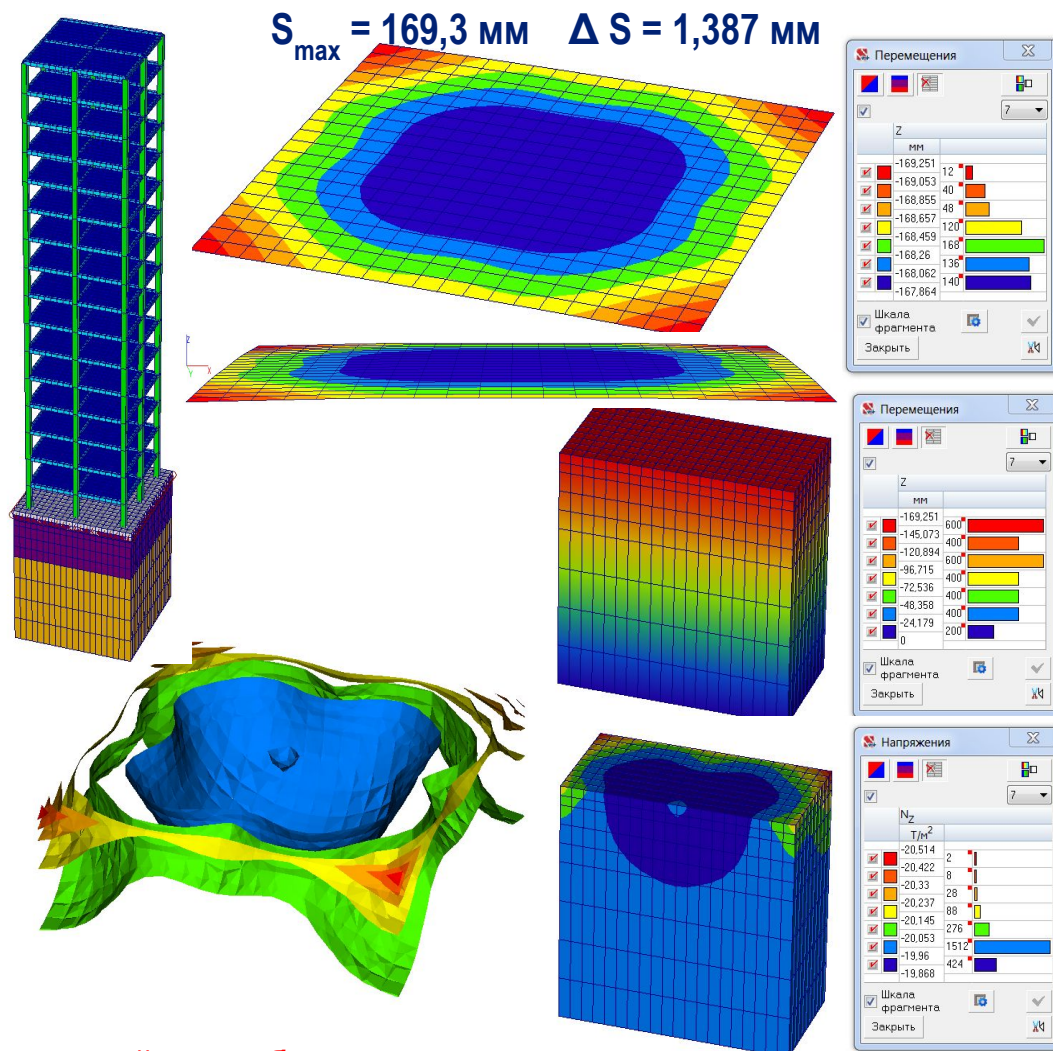 S max = 169,3 мм Δ S = 1,387 мм
Перемещения
7
Z
мм
-169,251
12
-169,053
40
-168,855
48
-168,657
120
-168,459
168
-168,26
136
-168,062
140
-167,864
Шкала
фрагмента
Закрыть
Z
X
Y
Перемещения
7
Z
мм
-169,251
600
-145,073
400
-120,894
600
-96,715
400
-72,536
400
-48,358
400
-24,179
200
0
Шкала
фрагмента
Закрыть
Напряжения
7
NZ
Т/м²
-20,514
2
-20,422
8
-20,33
28
-20,237
88
-20,145
276
-20,053
1512
-19,96
424
-19,868
Шкала
фрагмента
Закрыть